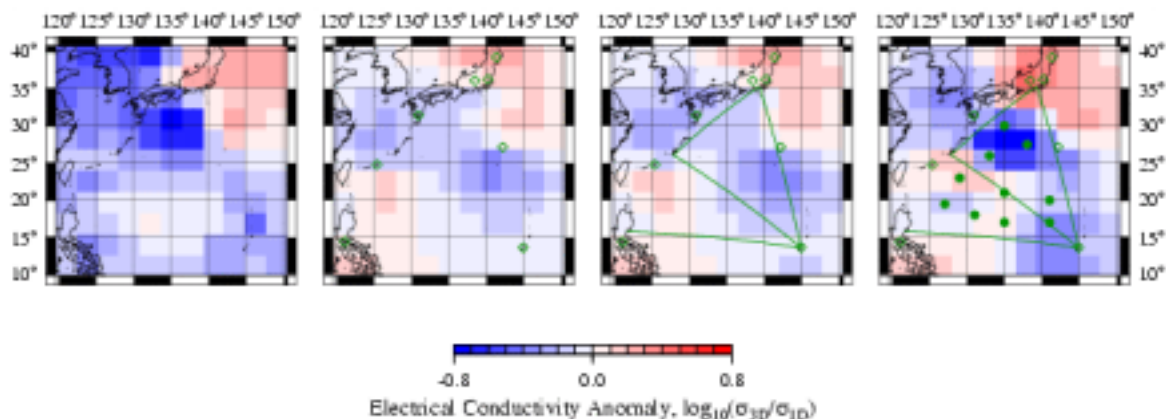 120° 125° 130° 135° 140° 145° 150° 120° 125° 130° 135° 140° 145° 150° 120° 125° 130° 135° 140° 145° 150° 120° 125° 130° 135° 140° 145° 150°
40° 40°
35° 35°
30° 30°
25° 25°
20° 20°
15° 15°
10° 10°
-0.8 0.0 0.8
Electrical Conductivity Anomaly, log₁₀(σ₃D/σ₁D)